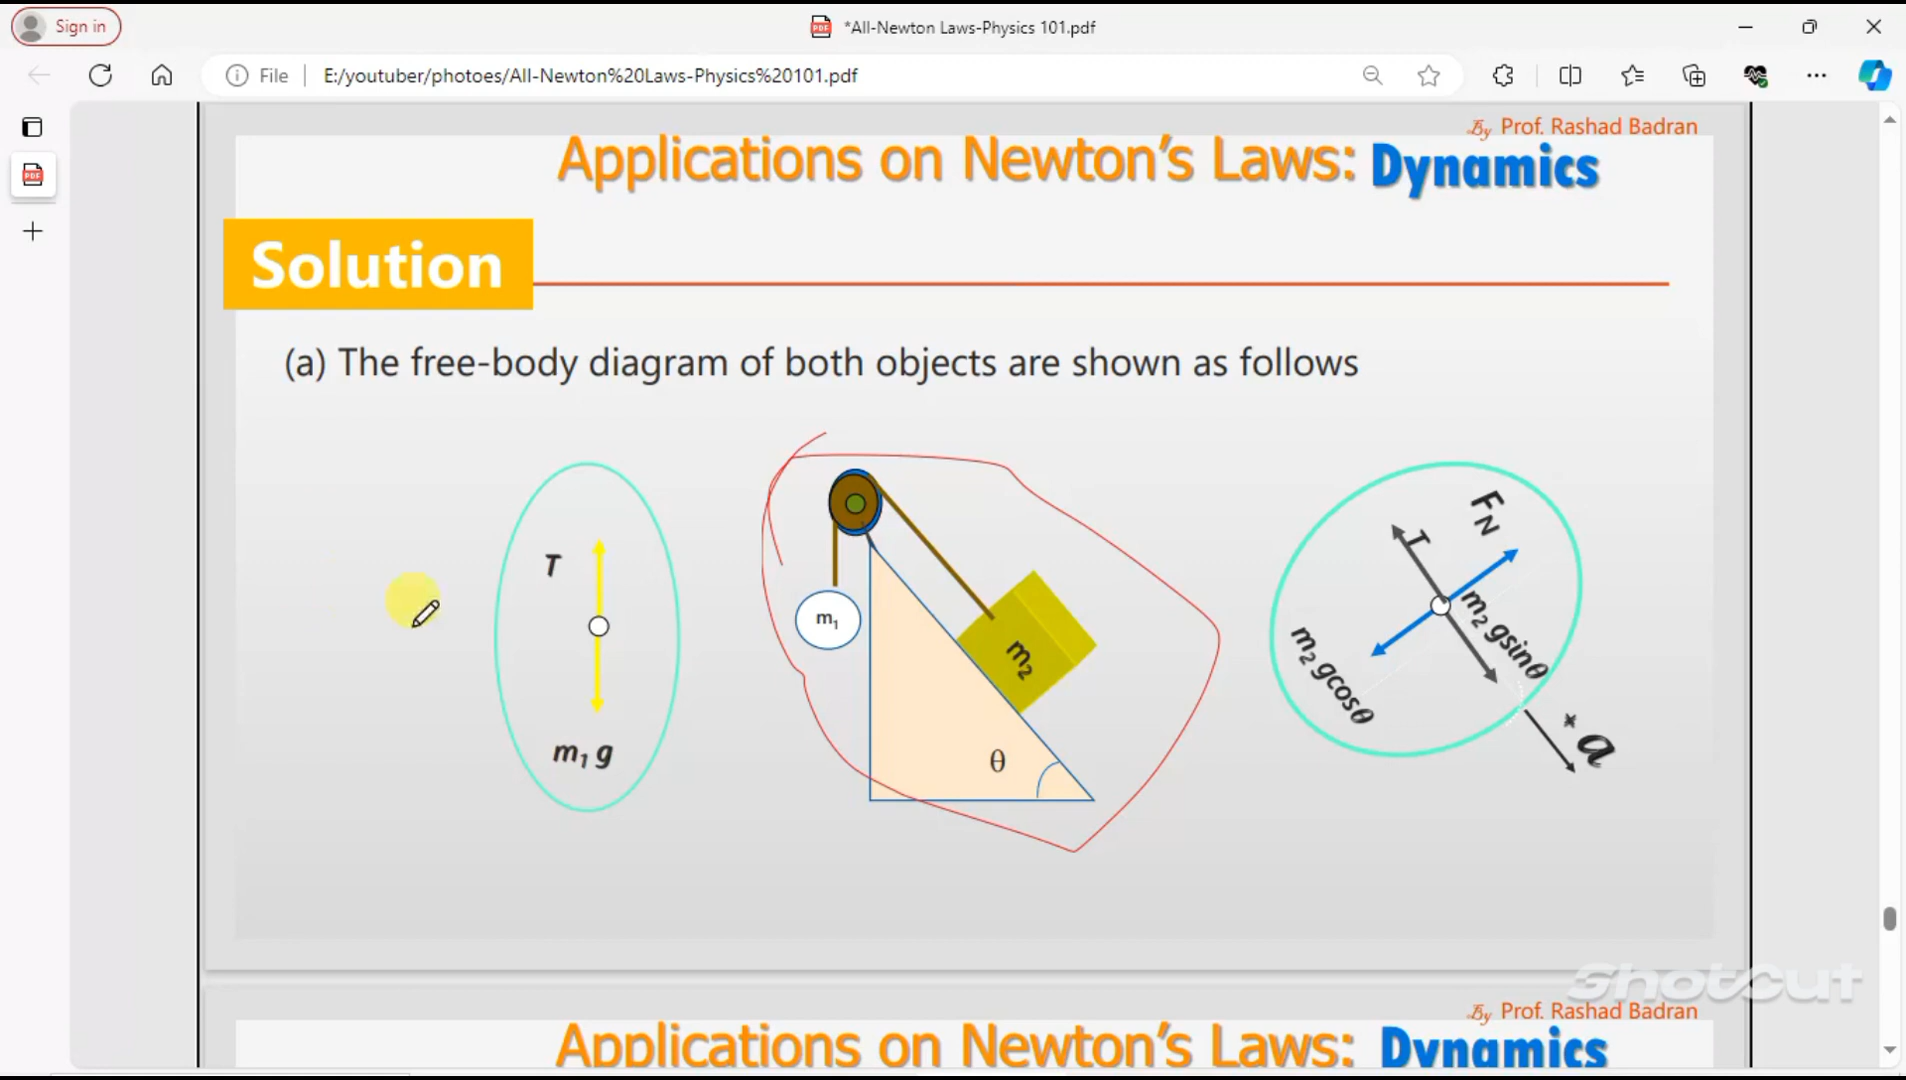 Sign in
*All-Newton Laws-Physics 101.pdf
File
E:/youtuber/photoes/All-Newton%20Laws-Physics%20101.pdf
By Prof. Rashad Badran
Applications on Newton's Laws: Dynamics
Solution
(a) The free-body diagram of both objects are shown as follows
T
m₁ g
m₁
m₂
θ
F_N
T
m₂ gsinθ
m₂ gcosθ
* a
Shotcut
By Prof. Rashad Badran
Applications on Newton's Laws: Dynamics